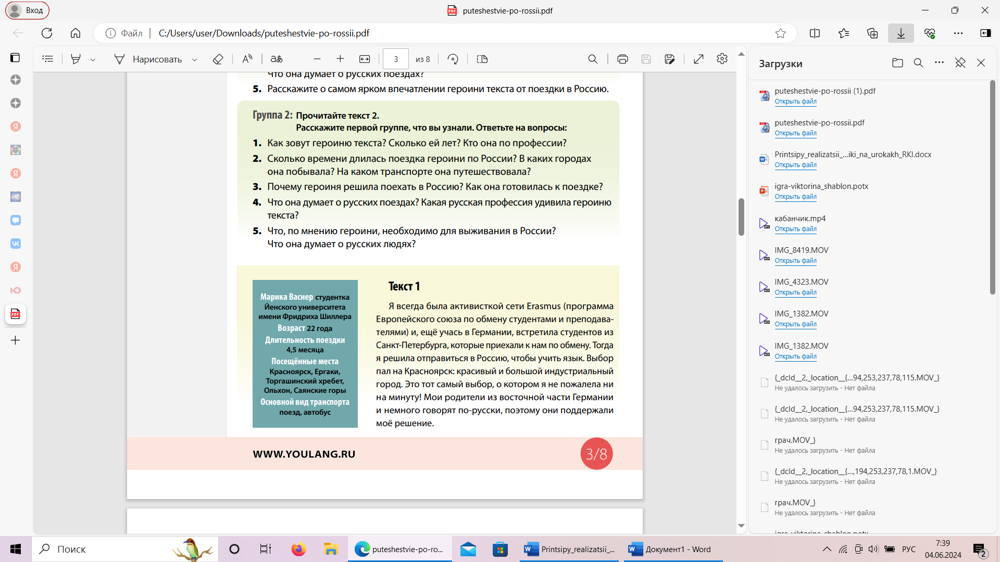 Вход
puteshestvie-po-rossii.pdf
Файл
C:/Users/user/Downloads/puteshestvie-po-rossii.pdf
Нарисовать
аあ
3
из 8
Что она думает о русских поездах?
5. Расскажите о самом ярком впечатлении героини текста от поездки в Россию.
Группа 2: Прочитайте текст 2.
Расскажите первой группе, что вы узнали. Ответьте на вопросы:
1. Как зовут героиню текста? Сколько ей лет? Кто она по профессии?
2. Сколько времени длилась поездка героини по России? В каких городах
она побывала? На каком транспорте она путешествовала?
3. Почему героиня решила поехать в Россию? Как она готовилась к поездке?
4. Что она думает о русских поездах? Какая русская профессия удивила героиню
текста?
5. Что, по мнению героини, необходимо для выживания в России?
Что она думает о русских людях?
Марика Васнер студентка
Йенского университета
имени Фридриха Шиллера
Возраст 22 года
Длительность поездки
4,5 месяца
Посещённые места
Красноярск, Ергаки,
Торгашинский хребет,
Ольхон, Саянские горы
Основной вид транспорта
поезд, автобус
Текст 1
Я всегда была активисткой сети Erasmus (программа
Европейского союза по обмену студентами и преподава-
телями) и, ещё учась в Германии, встретила студентов из
Санкт-Петербурга, которые приехали к нам по обмену. Тогда
я решила отправиться в Россию, чтобы учить язык. Выбор
пал на Красноярск: красивый и большой индустриальный
город. Это тот самый выбор, о котором я не пожалела ни
на минуту! Мои родители из восточной части Германии
и немного говорят по-русски, поэтому они поддержали
моё решение.
WWW.YOULANG.RU
3/8
Загрузки
puteshestvie-po-rossii (1).pdf
Открыть файл
puteshestvie-po-rossii.pdf
Открыть файл
Printsipy_realizatsii_...iki_na_urokakh_RKI.docx
Открыть файл
igra-viktorina_shablon.potx
Открыть файл
кабанчик.mp4
Открыть файл
IMG_8419.MOV
Открыть файл
IMG_4323.MOV
Открыть файл
IMG_1382.MOV
Открыть файл
IMG_1382.MOV
Открыть файл
{_dcId__2,_location__{...94,253,237,78,115.MOV_}
Не удалось загрузить - Нет файла
{_dcId__2,_location__{...94,253,237,78,115.MOV_}
Не удалось загрузить - Нет файла
грач.MOV_}
Не удалось загрузить - Нет файла
{_dcId__2,_location__{...,194,253,237,78,1.MOV_}
Не удалось загрузить - Нет файла
грач.MOV_}
Не удалось загрузить - Нет файла
igra-viktorina_shablon.potx
Поиск
puteshestvie-po-ro...
Printsipy_realizatsii_...
Документ1 - Word
РУС
7:39
04.06.2024
2